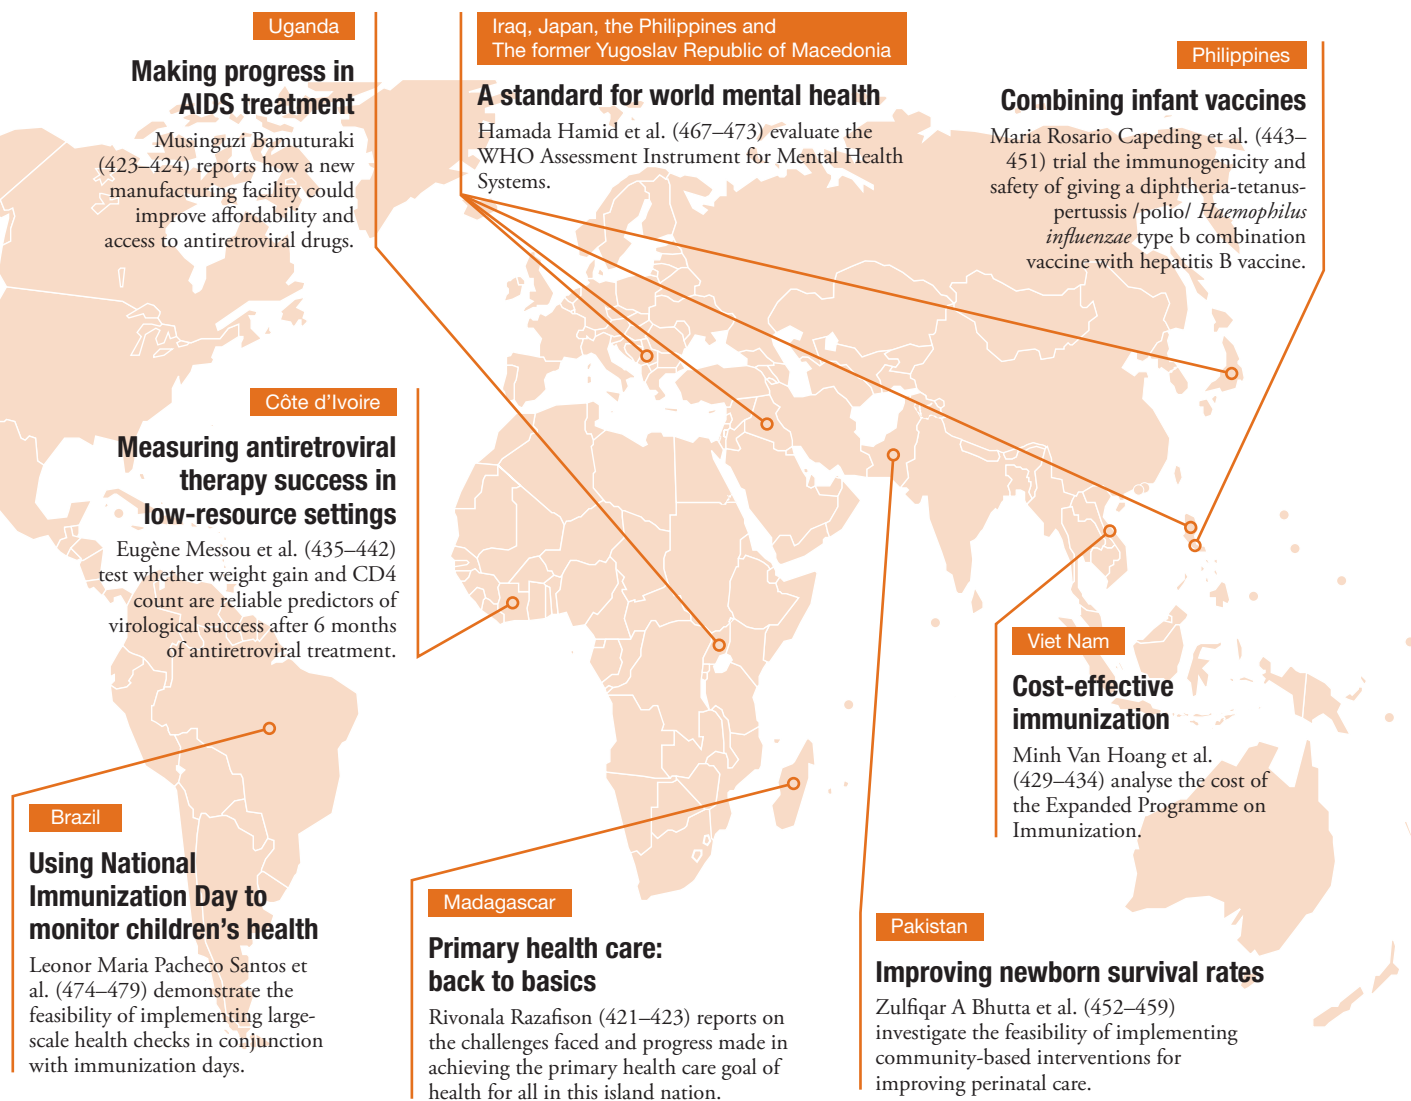 Uganda
Making progress in
AIDS treatment
Musinguzi Bamuturaki
(423–424) reports how a new
manufacturing facility could
improve affordability and
access to antiretroviral drugs.
Iraq, Japan, the Philippines and
The former Yugoslav Republic of Macedonia
A standard for world mental health
Hamada Hamid et al. (467–473) evaluate the
WHO Assessment Instrument for Mental Health
Systems.
Philippines
Combining infant vaccines
Maria Rosario Capeding et al. (443–
451) trial the immunogenicity and
safety of giving a diphtheria-tetanus-
pertussis /polio/ Haemophilus
influenzae type b combination
vaccine with hepatitis B vaccine.
Côte d’Ivoire
Measuring antiretroviral
therapy success in
low-resource settings
Eugène Messou et al. (435–442)
test whether weight gain and CD4
count are reliable predictors of
virological success after 6 months
of antiretroviral treatment.
Viet Nam
Cost-effective
immunization
Minh Van Hoang et al.
(429–434) analyse the cost of
the Expanded Programme on
Immunization.
Brazil
Using National
Immunization Day to
monitor children’s health
Leonor Maria Pacheco Santos et
al. (474–479) demonstrate the
feasibility of implementing large-
scale health checks in conjunction
with immunization days.
Madagascar
Primary health care:
back to basics
Rivonala Razafison (421–423) reports on
the challenges faced and progress made in
achieving the primary health care goal of
health for all in this island nation.
Pakistan
Improving newborn survival rates
Zulfiqar A Bhutta et al. (452–459)
investigate the feasibility of implementing
community-based interventions for
improving perinatal care.